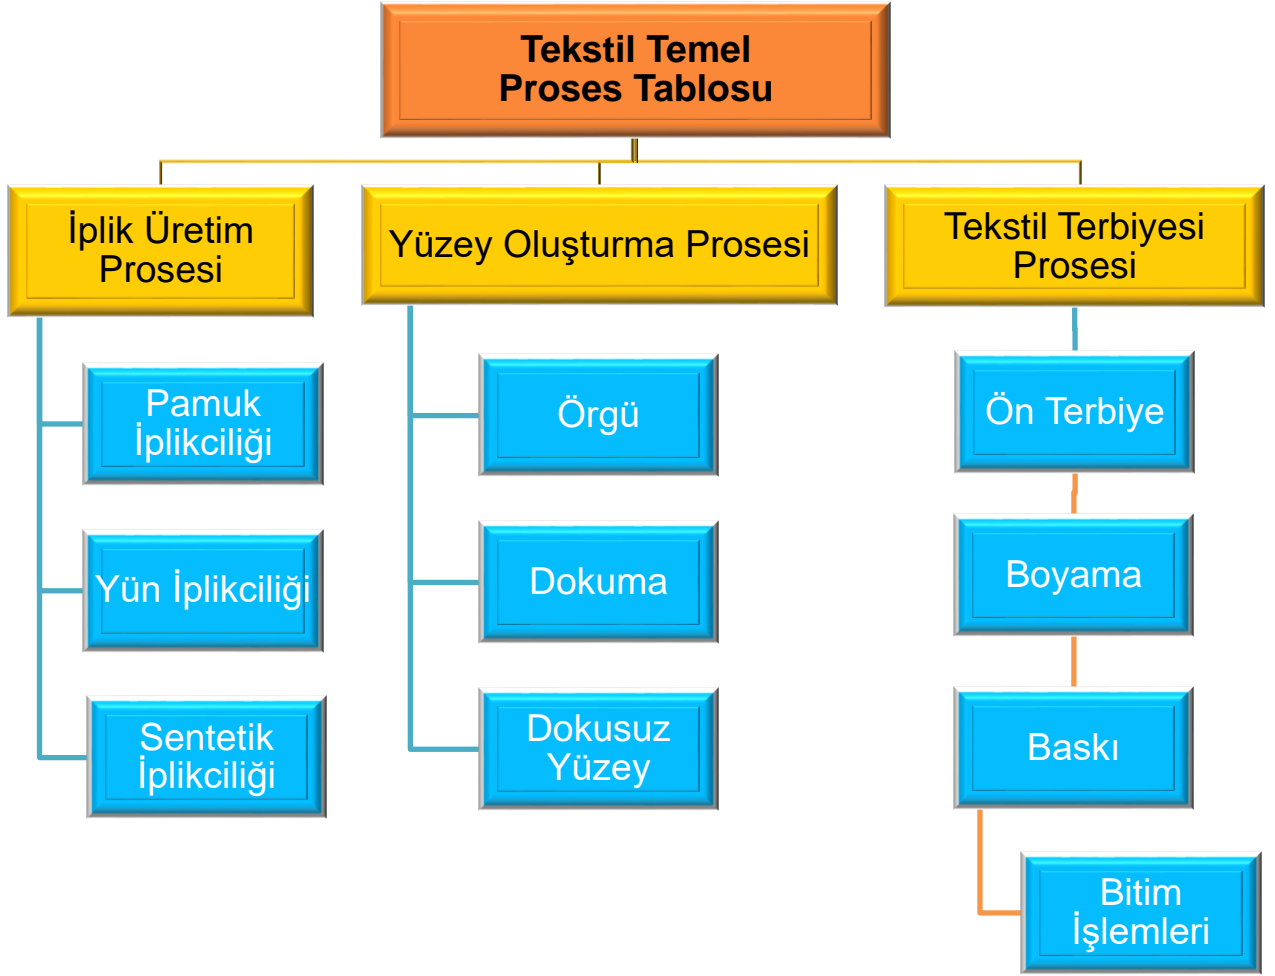 Tekstil Temel
Proses Tablosu
İplik Üretim
Prosesi
Pamuk
İplikciliği
Yün İplikciliği
Sentetik
İplikciliği
Yüzey Oluşturma Prosesi
Örgü
Dokuma
Dokusuz
Yüzey
Tekstil Terbiyesi
Prosesi
Ön Terbiye
Boyama
Baskı
Bitim
İşlemleri